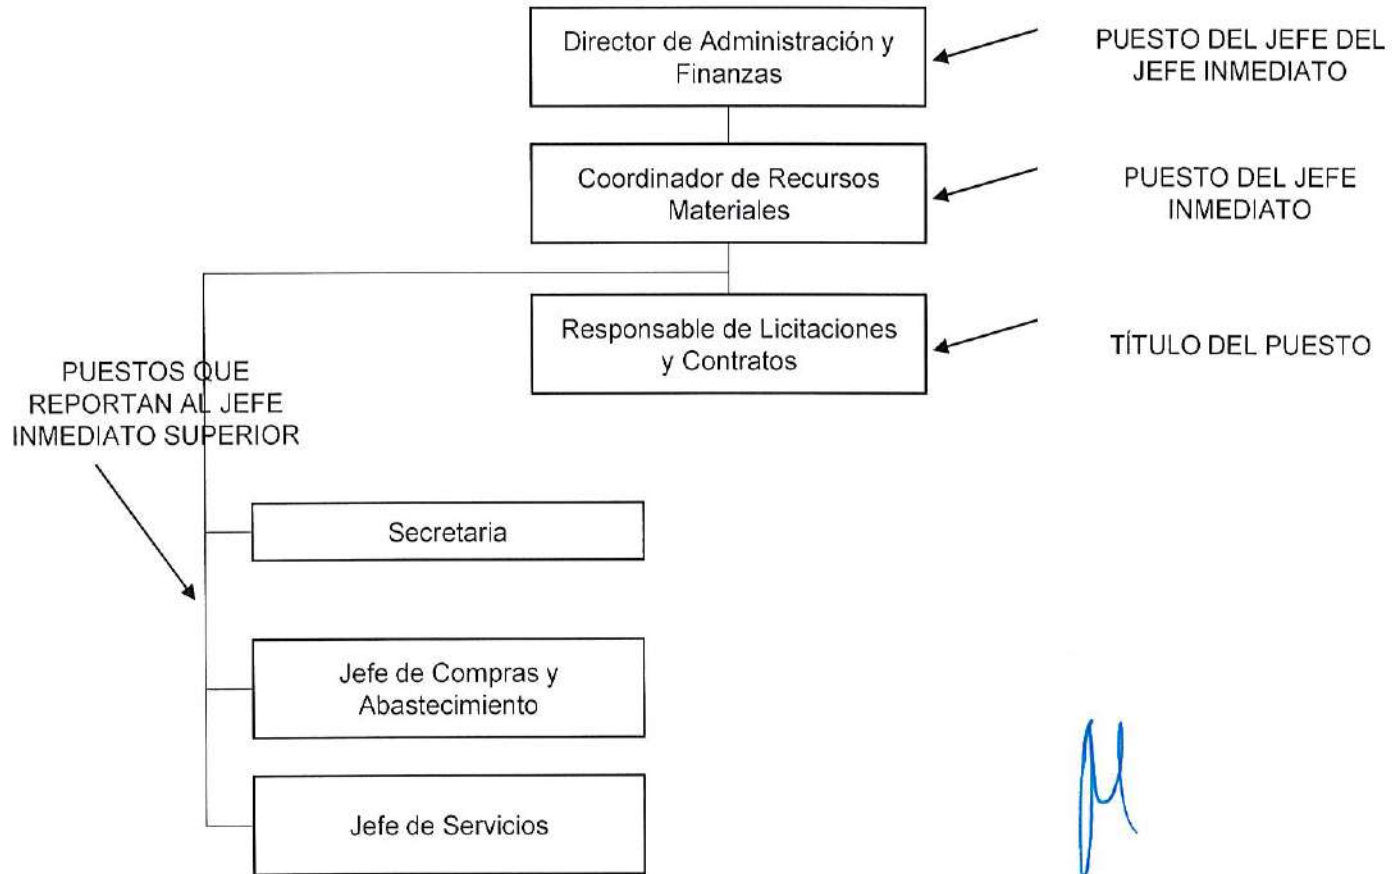 Director de Administración y
Finanzas
PUESTO DEL JEFE DEL
JEFE INMEDIATO
Coordinador de Recursos
Materiales
PUESTO DEL JEFE
INMEDIATO
Responsable de Licitaciones
y Contratos
TÍTULO DEL PUESTO
PUESTOS QUE
REPORTAN AL JEFE
INMEDIATO SUPERIOR
Secretaria
Jefe de Compras y
Abastecimiento
Jefe de Servicios